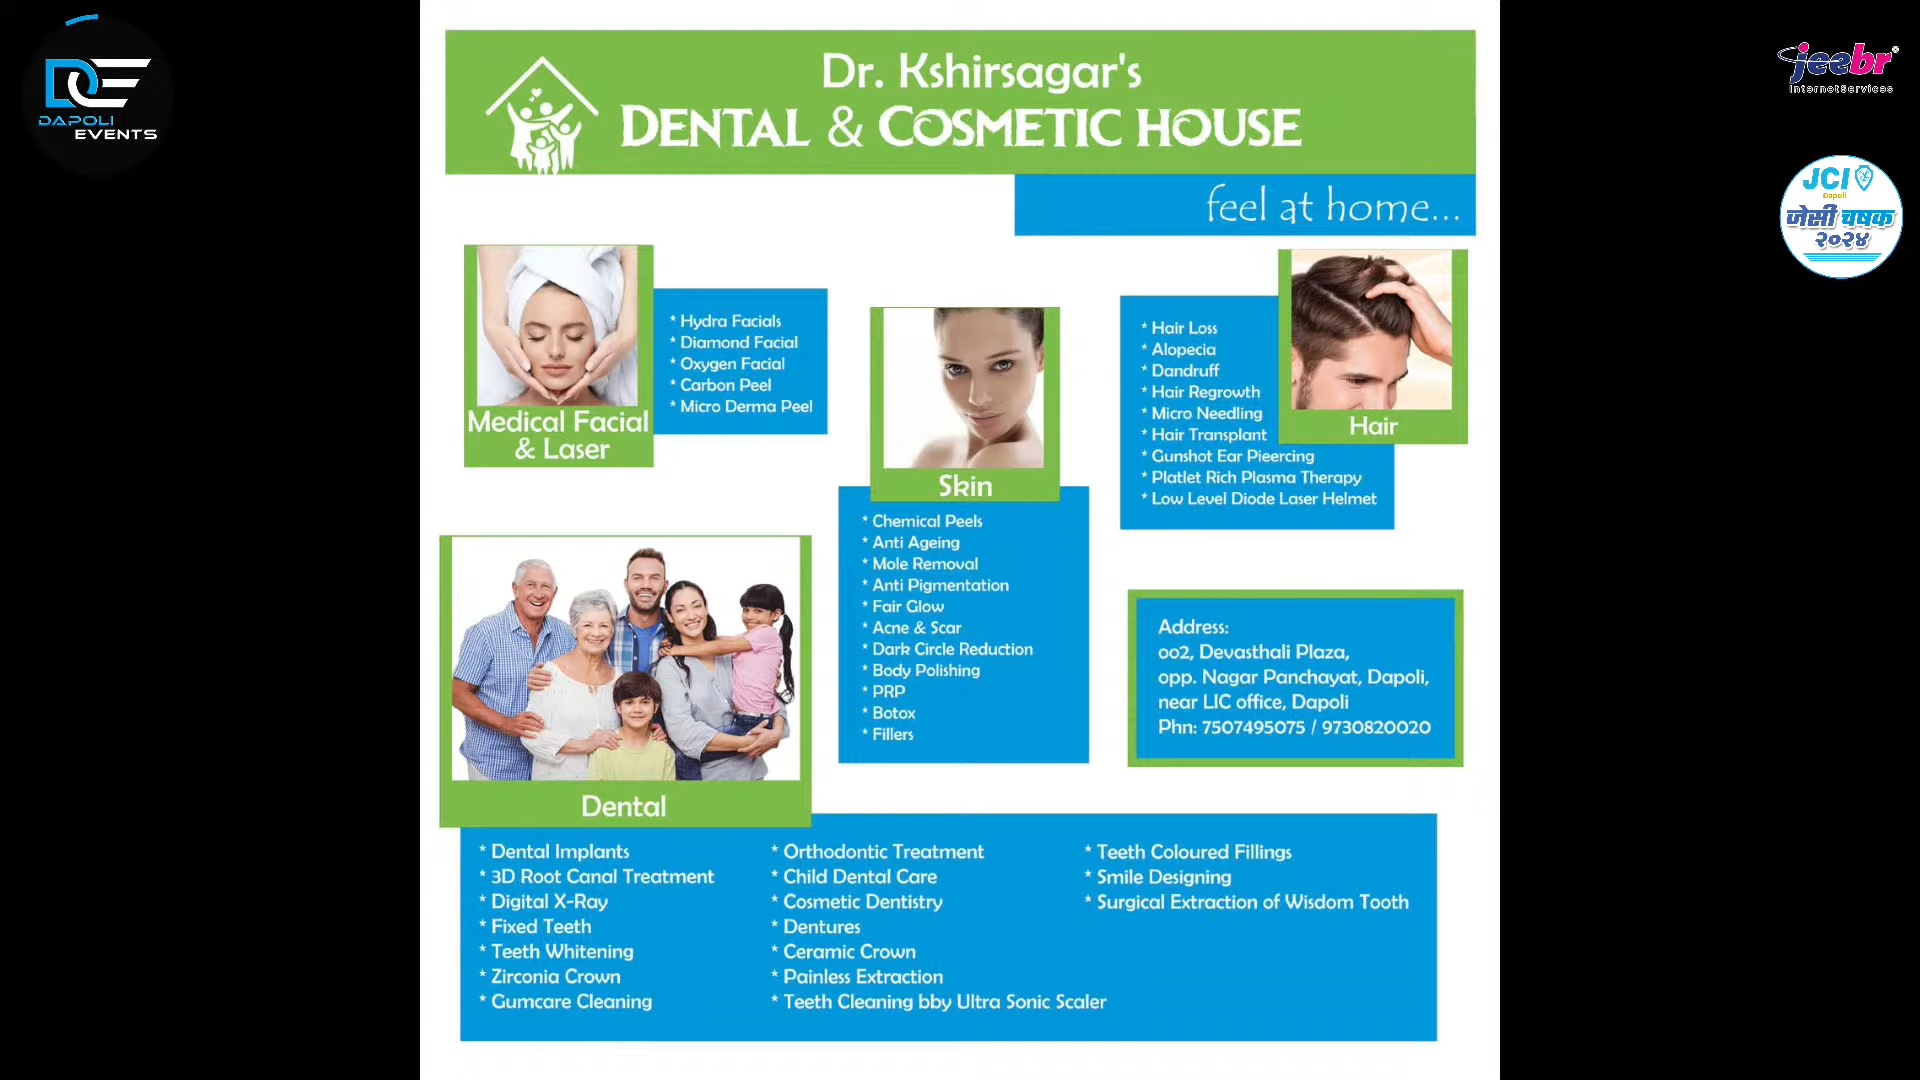 DE
DAPOLI
EVENTS
Dr. Kshirsagar's
DENTAL & COSMETIC HOUSE
feel at home...
jeebr®
InternetServices
JCI
Dapoli
जेसी चषक
२०२४
* Hydra Facials
* Diamond Facial
* Oxygen Facial
* Carbon Peel
* Micro Derma Peel
Medical Facial
& Laser
Skin
* Chemical Peels
* Anti Ageing
* Mole Removal
* Anti Pigmentation
* Fair Glow
* Acne & Scar
* Dark Circle Reduction
* Body Polishing
* PRP
* Botox
* Fillers
* Hair Loss
* Alopecia
* Dandruff
* Hair Regrowth
* Micro Needling
* Hair Transplant
* Gunshot Ear Pieercing
* Platlet Rich Plasma Therapy
* Low Level Diode Laser Helmet
Hair
Address:
002, Devasthali Plaza,
opp. Nagar Panchayat, Dapoli,
near LIC office, Dapoli
Phn: 7507495075 / 9730820020
Dental
* Dental Implants
* 3D Root Canal Treatment
* Digital X-Ray
* Fixed Teeth
* Teeth Whitening
* Zirconia Crown
* Gumcare Cleaning
* Orthodontic Treatment
* Child Dental Care
* Cosmetic Dentistry
* Dentures
* Ceramic Crown
* Painless Extraction
* Teeth Cleaning bby Ultra Sonic Scaler
* Teeth Coloured Fillings
* Smile Designing
* Surgical Extraction of Wisdom Tooth